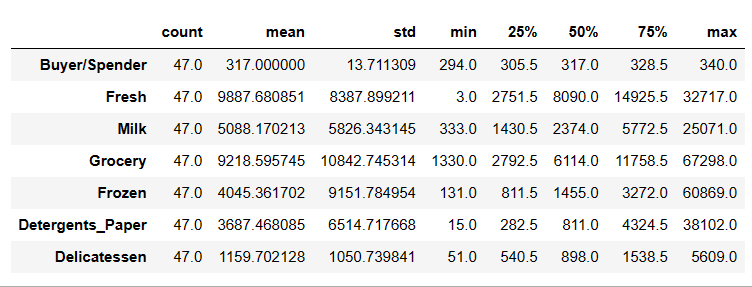 count mean std min 25% 50% 75% max
Buyer/Spender 47.0 317.000000 13.711309 294.0 305.5 317.0 328.5 340.0
Fresh 47.0 9887.680851 8387.899211 3.0 2751.5 8090.0 14925.5 32717.0
Milk 47.0 5088.170213 5826.343145 333.0 1430.5 2374.0 5772.5 25071.0
Grocery 47.0 9218.595745 10842.745314 1330.0 2792.5 6114.0 11758.5 67298.0
Frozen 47.0 4045.361702 9151.784954 131.0 811.5 1455.0 3272.0 60869.0
Detergents_Paper 47.0 3687.468085 6514.717668 15.0 282.5 811.0 4324.5 38102.0
Delicatessen 47.0 1159.702128 1050.739841 51.0 540.5 898.0 1538.5 5609.0